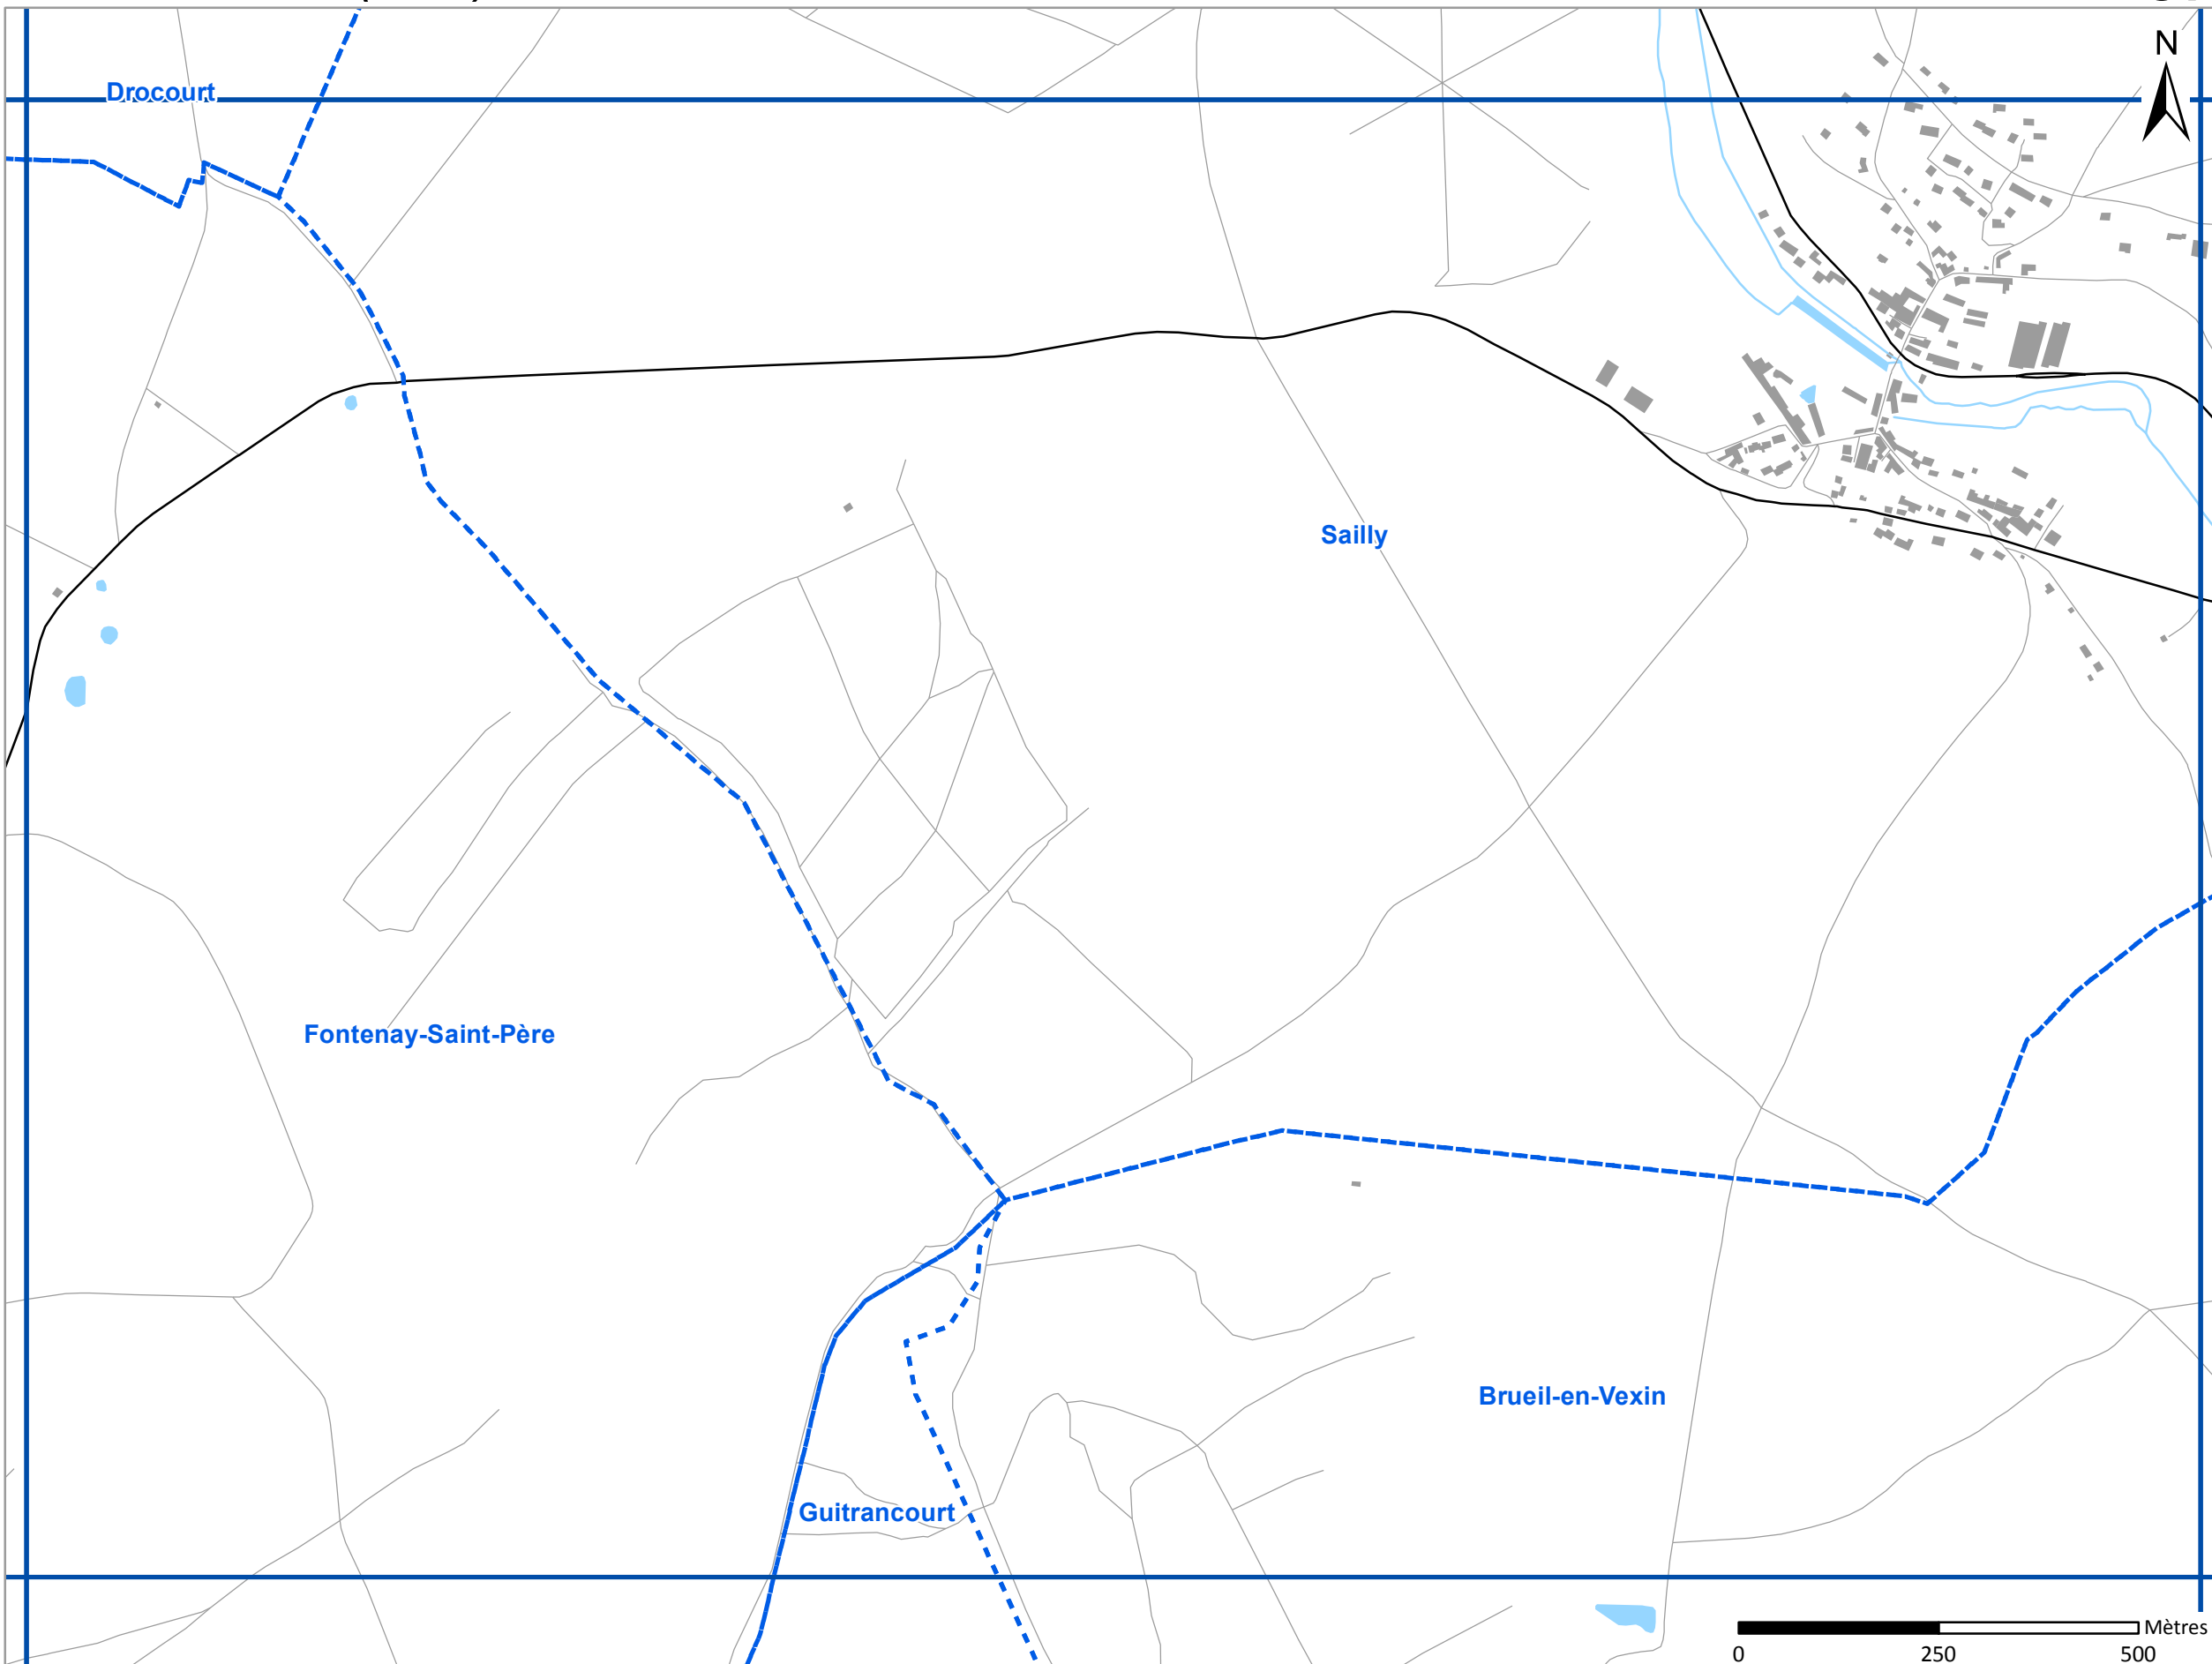 N
Drocourt
Sailly
Fontenay-Saint-Père
Brueil-en-Vexin
Guitrancourt
Mètres
0 250 500